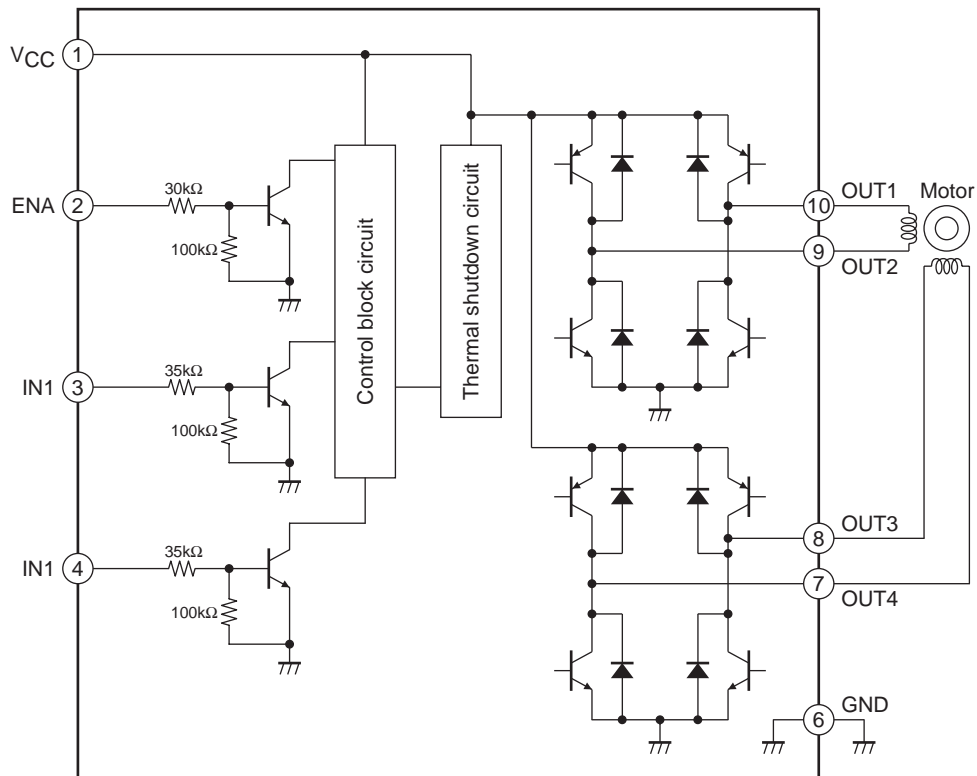 VCC 1
ENA 2
30kΩ
100kΩ
IN1 3
35kΩ
100kΩ
IN1 4
35kΩ
100kΩ
Control block circuit
Thermal shutdown circuit
10 OUT1
Motor
9 OUT2
8 OUT3
7 OUT4
6 GND